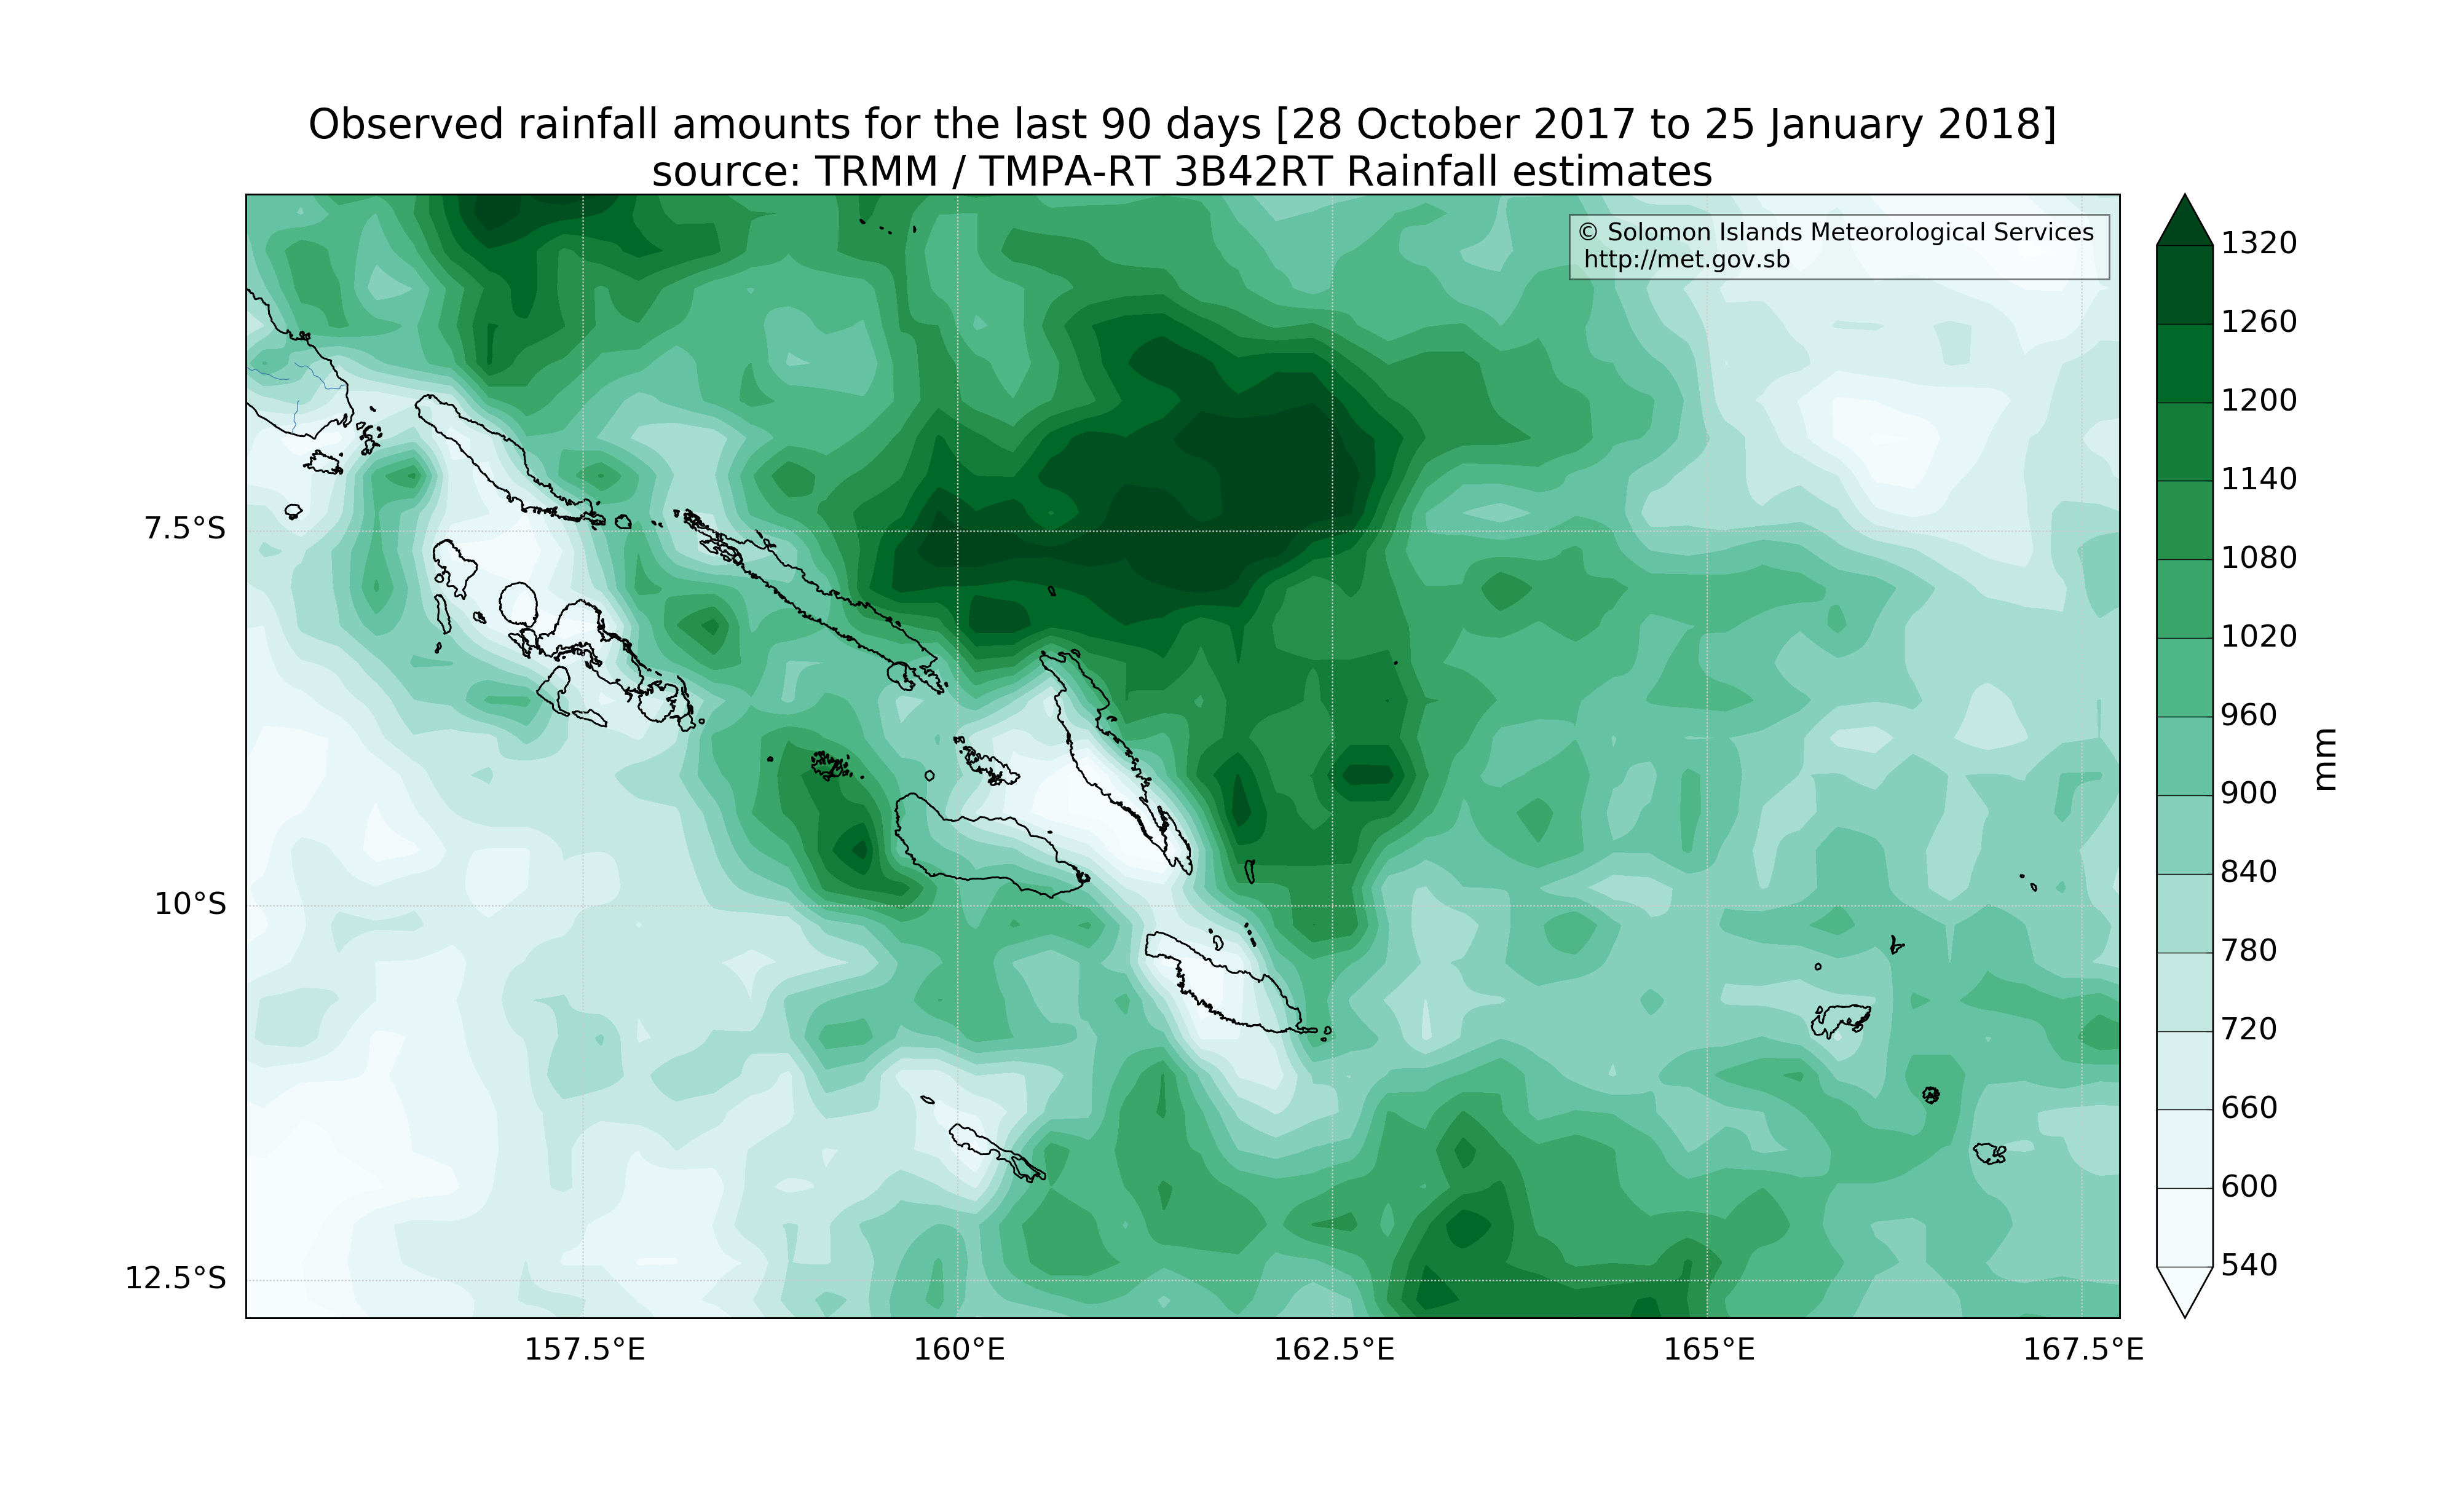 Observed rainfall amounts for the last 90 days [28 October 2017 to 25 January 2018]
source: TRMM / TMPA-RT 3B42RT Rainfall estimates
© Solomon Islands Meteorological Services
http://met.gov.sb
7.5°S
10°S
12.5°S
157.5°E
160°E
162.5°E
165°E
167.5°E
1320
1260
1200
1140
1080
1020
960
900
840
780
720
660
600
540
mm